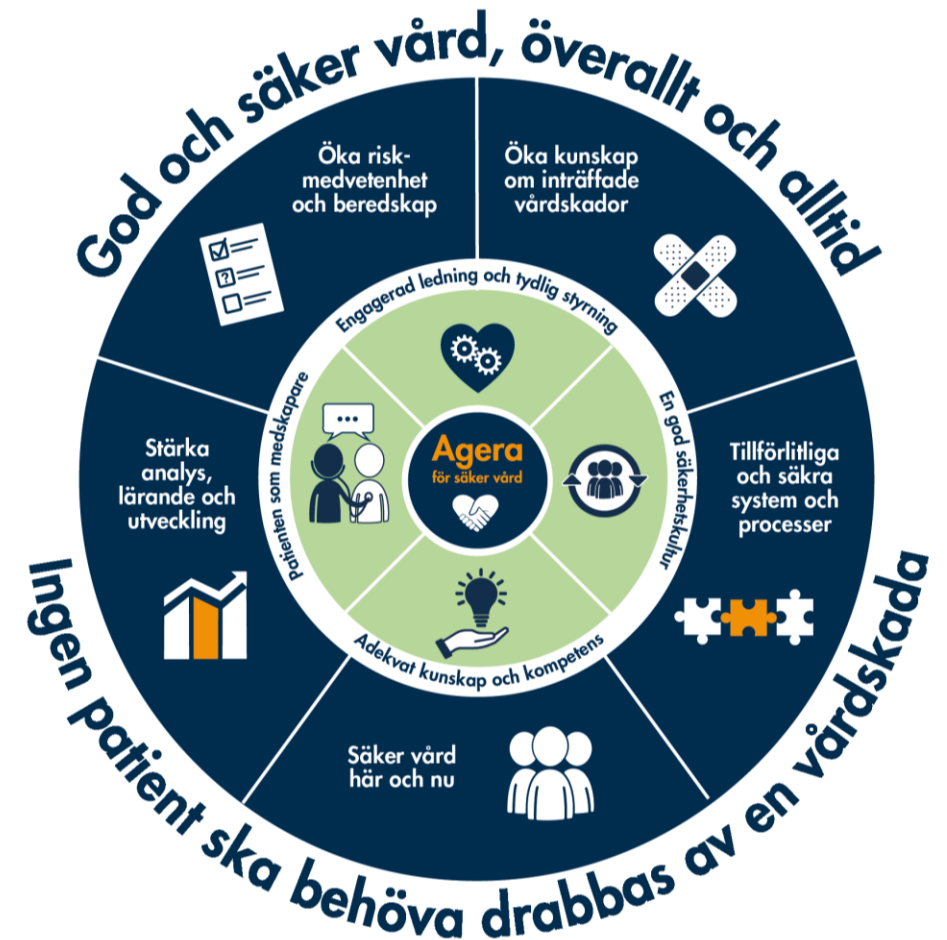 God och säker vård, överallt och alltid
Öka risk-
medvetenhet
och beredskap
Öka kunskap
om inträffade
vårdskador
Engagerad ledning och tydlig styrning
Patienten som medskapare
En god säkerhetskultur
Agera
för säker vård
Stärka
analys,
lärande och
utveckling
Tillförlitliga
och säkra
system och
processer
?
Adekvat kunskap och kompetens
Säker vård
här och nu
Ingen patient ska behöva drabbas av en vårdskada